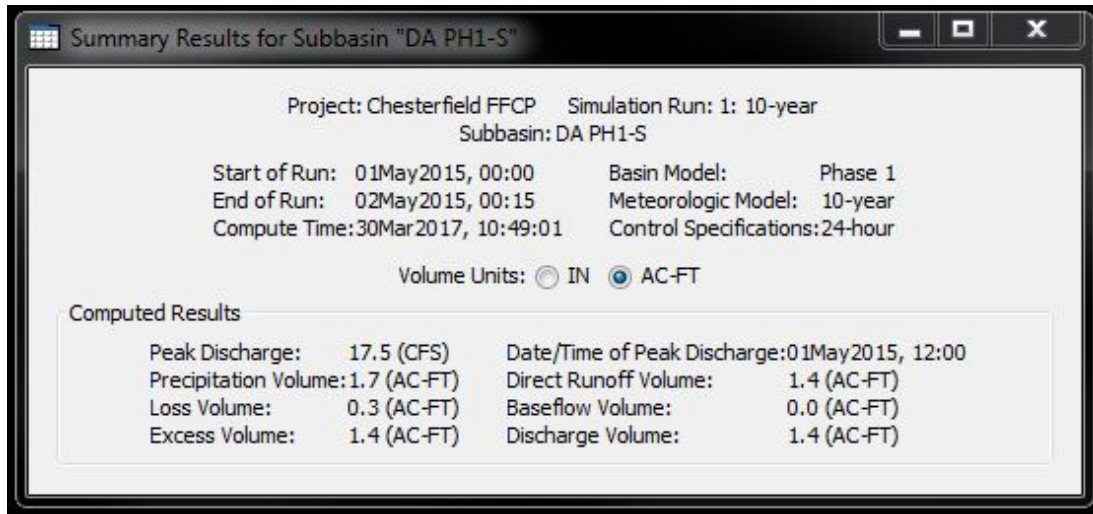 Summary Results for Subbasin "DA PH1-S"
Project: Chesterfield FFCP Simulation Run: 1: 10-year
Subbasin: DA PH1-S
Start of Run: 01May2015, 00:00 Basin Model: Phase 1
End of Run: 02May2015, 00:15 Meteorologic Model: 10-year
Compute Time:30Mar2017, 10:49:01 Control Specifications:24-hour
Volume Units: IN AC-FT
Computed Results
Peak Discharge: 17.5 (CFS) Date/Time of Peak Discharge:01May2015, 12:00
Precipitation Volume:1.7 (AC-FT) Direct Runoff Volume: 1.4 (AC-FT)
Loss Volume: 0.3 (AC-FT) Baseflow Volume: 0.0 (AC-FT)
Excess Volume: 1.4 (AC-FT) Discharge Volume: 1.4 (AC-FT)